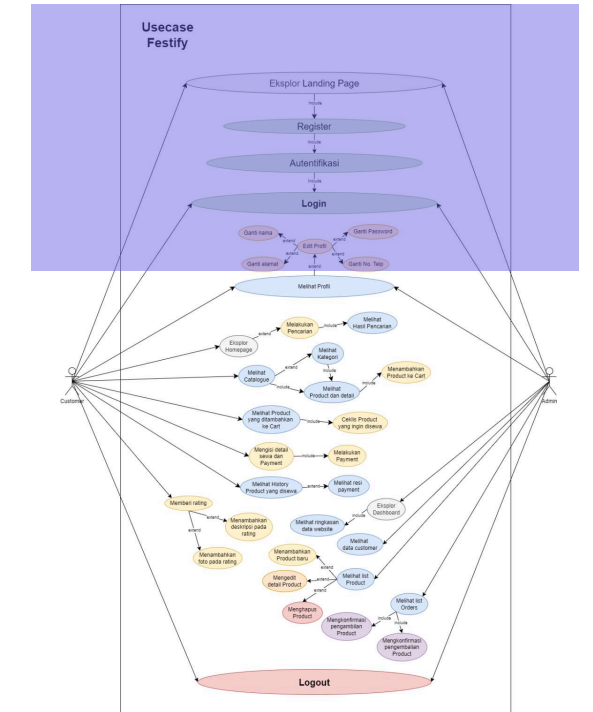 Usecase
Festify
Eksplor Landing Page
include
Register
include
Autentifikasi
include
Login
Ganti nama
Ganti Password
extend
extend
Edit Profil
extend
extend
Ganti alamat
extend
Ganti No. Telp
Melihat Profil
Eksplor
Homepage
extend
Melakukan
Pencarian
include
Melihat
Hasil Pencarian
Melihat
Catalogue
extend
Melihat
Kategori
include
include
Melihat
Product dan detail
include
Menambahkan
Product ke Cart
Customer
Admin
Melihat Product
yang ditambahkan
ke Cart
include
Ceklis Product
yang ingin disewa
Mengisi detail
sewa dan
Payment
include
Melakukan
Payment
Melihat History
Product yang disewa
extend
Melihat resi
payment
Memberi rating
extend
Menambahkan
deskripsi pada
rating
extend
Menambahkan
foto pada rating
Eksplor
Dashboard
include
Melihat ringkasan
data website
Melihat
data customer
Menambahkan
Product baru
extend
Mengedit
detail Product
extend
Melihat list
Product
extend
Menghapus
Product
Melihat list
Orders
include
include
Mengkonfirmasi
pengambilan
Product
Mengkonfirmasi
pengembalian
Product
Logout